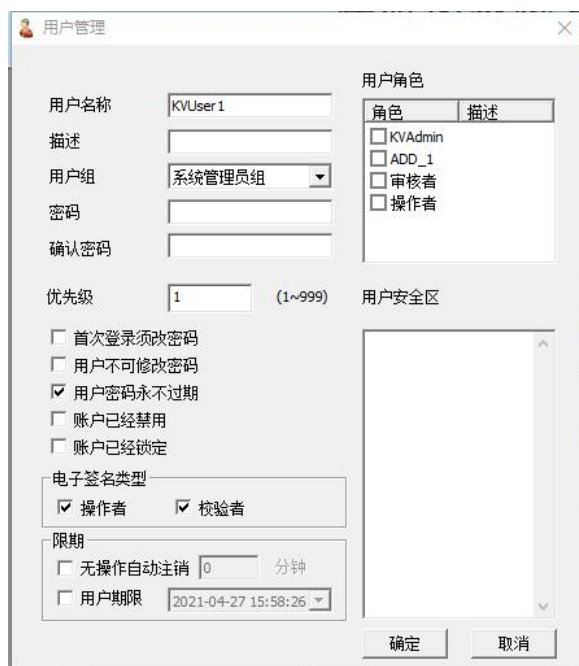 用户管理
用户名称 KVUser1
描述
用户组 系统管理员组
密码
确认密码
优先级 1 (1~999)
首次登录须改密码
用户不可修改密码
用户密码永不过期
账户已经禁用
账户已经锁定
电子签名类型
操作者 校验者
限期
无操作自动注销 0 分钟
用户期限 2021-04-27 15:58:26
用户角色
角色 描述
KVAdmin
ADD_1
审核者
操作者
用户安全区
确定 取消